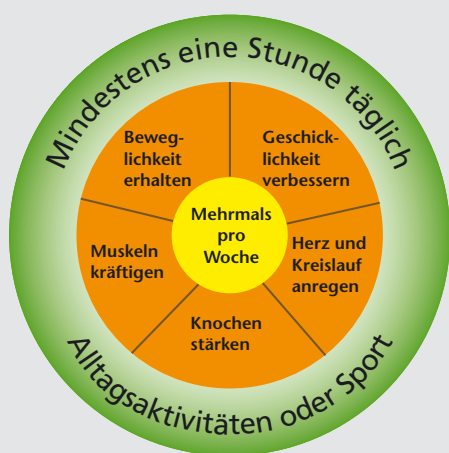 Mindestens eine Stunde täglich
Beweg-
lichkeit
erhalten
Geschick-
lichkeit
verbessern
Mehrmals
pro
Woche
Muskeln
kräftigen
Herz und
Kreislauf
anregen
Knochen
stärken
Alltagsaktivitäten oder Sport